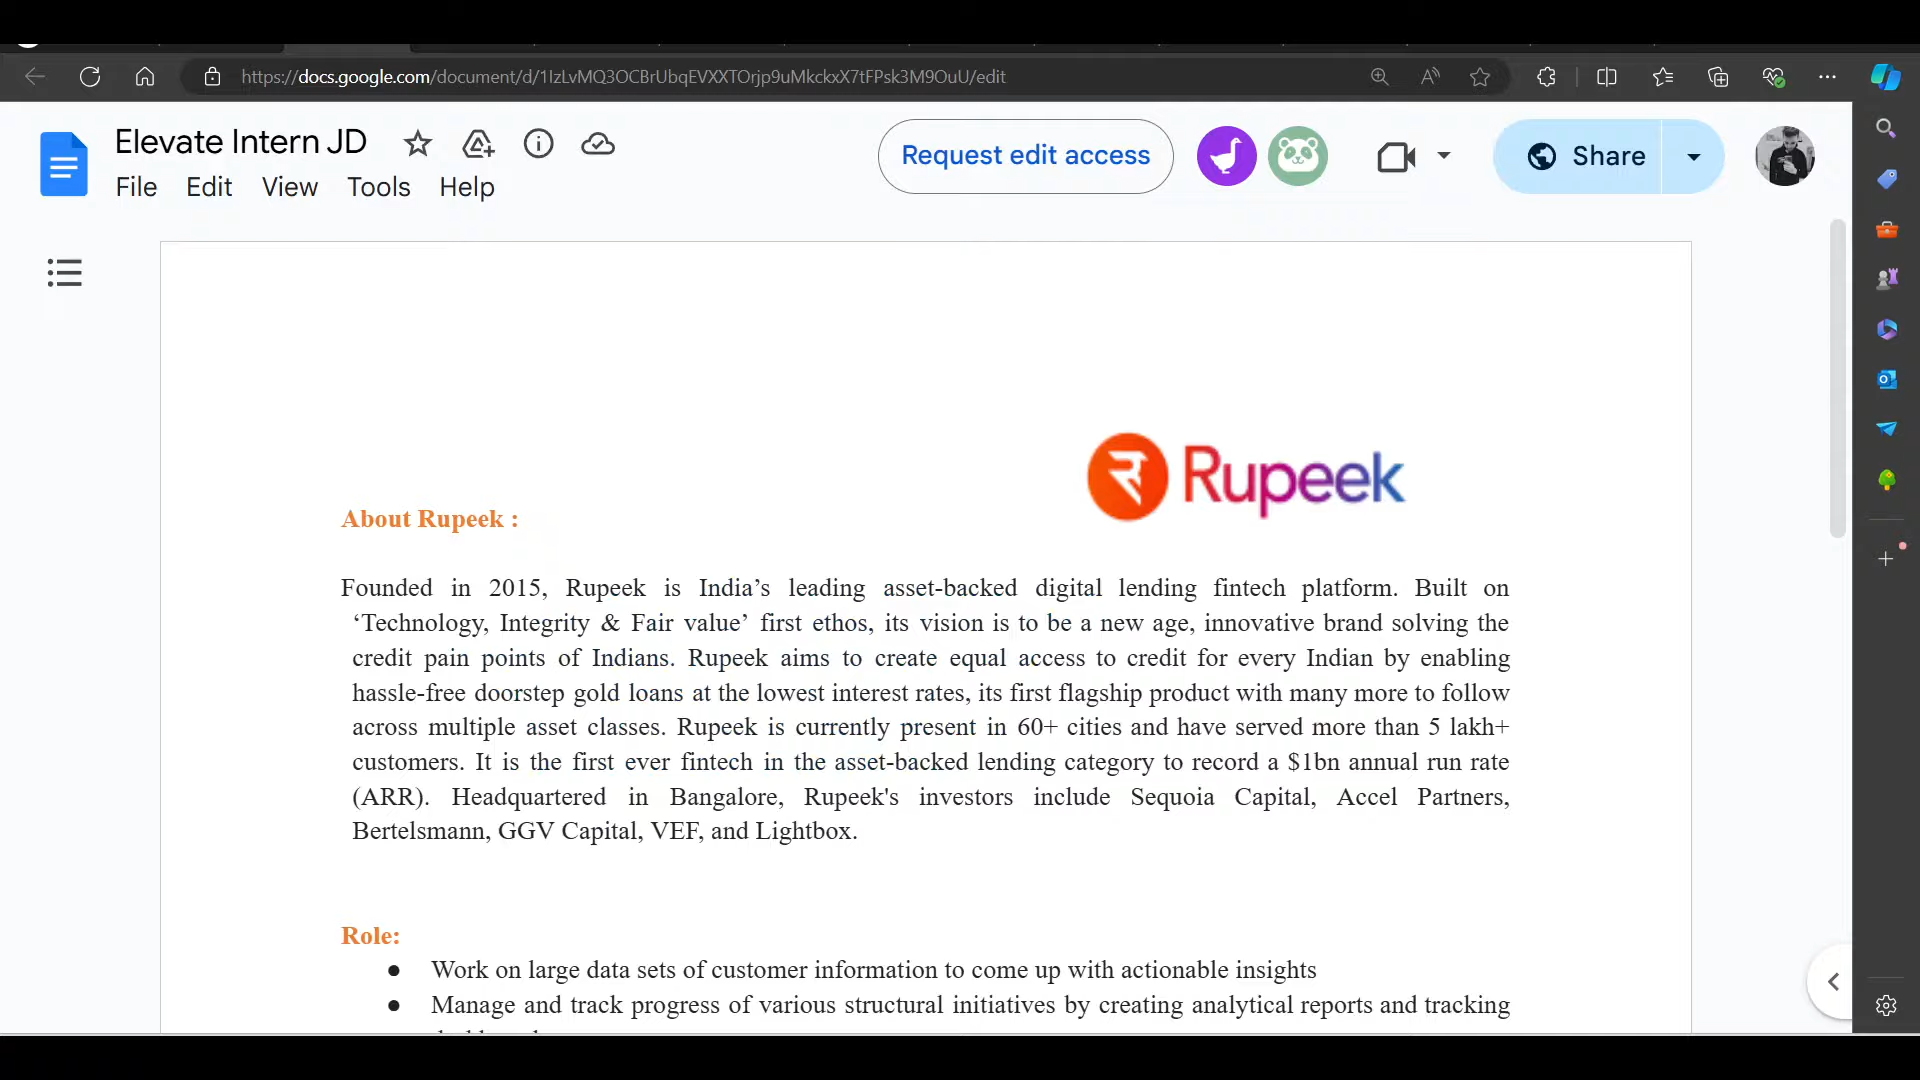 https://docs.google.com/document/d/1IzLvMQ3OCBrUbqEVXXTOrjp9uMkckxX7tFPsk3M9OuU/edit
Elevate Intern JD
Request edit access
Share
File Edit View Tools Help
Rupeek
About Rupeek :
Founded in 2015, Rupeek is India’s leading asset-backed digital lending fintech platform. Built on
‘Technology, Integrity & Fair value’ first ethos, its vision is to be a new age, innovative brand solving the
credit pain points of Indians. Rupeek aims to create equal access to credit for every Indian by enabling
hassle-free doorstep gold loans at the lowest interest rates, its first flagship product with many more to follow
across multiple asset classes. Rupeek is currently present in 60+ cities and have served more than 5 lakh+
customers. It is the first ever fintech in the asset-backed lending category to record a $1bn annual run rate
(ARR). Headquartered in Bangalore, Rupeek's investors include Sequoia Capital, Accel Partners,
Bertelsmann, GGV Capital, VEF, and Lightbox.
Role:
● Work on large data sets of customer information to come up with actionable insights
● Manage and track progress of various structural initiatives by creating analytical reports and tracking